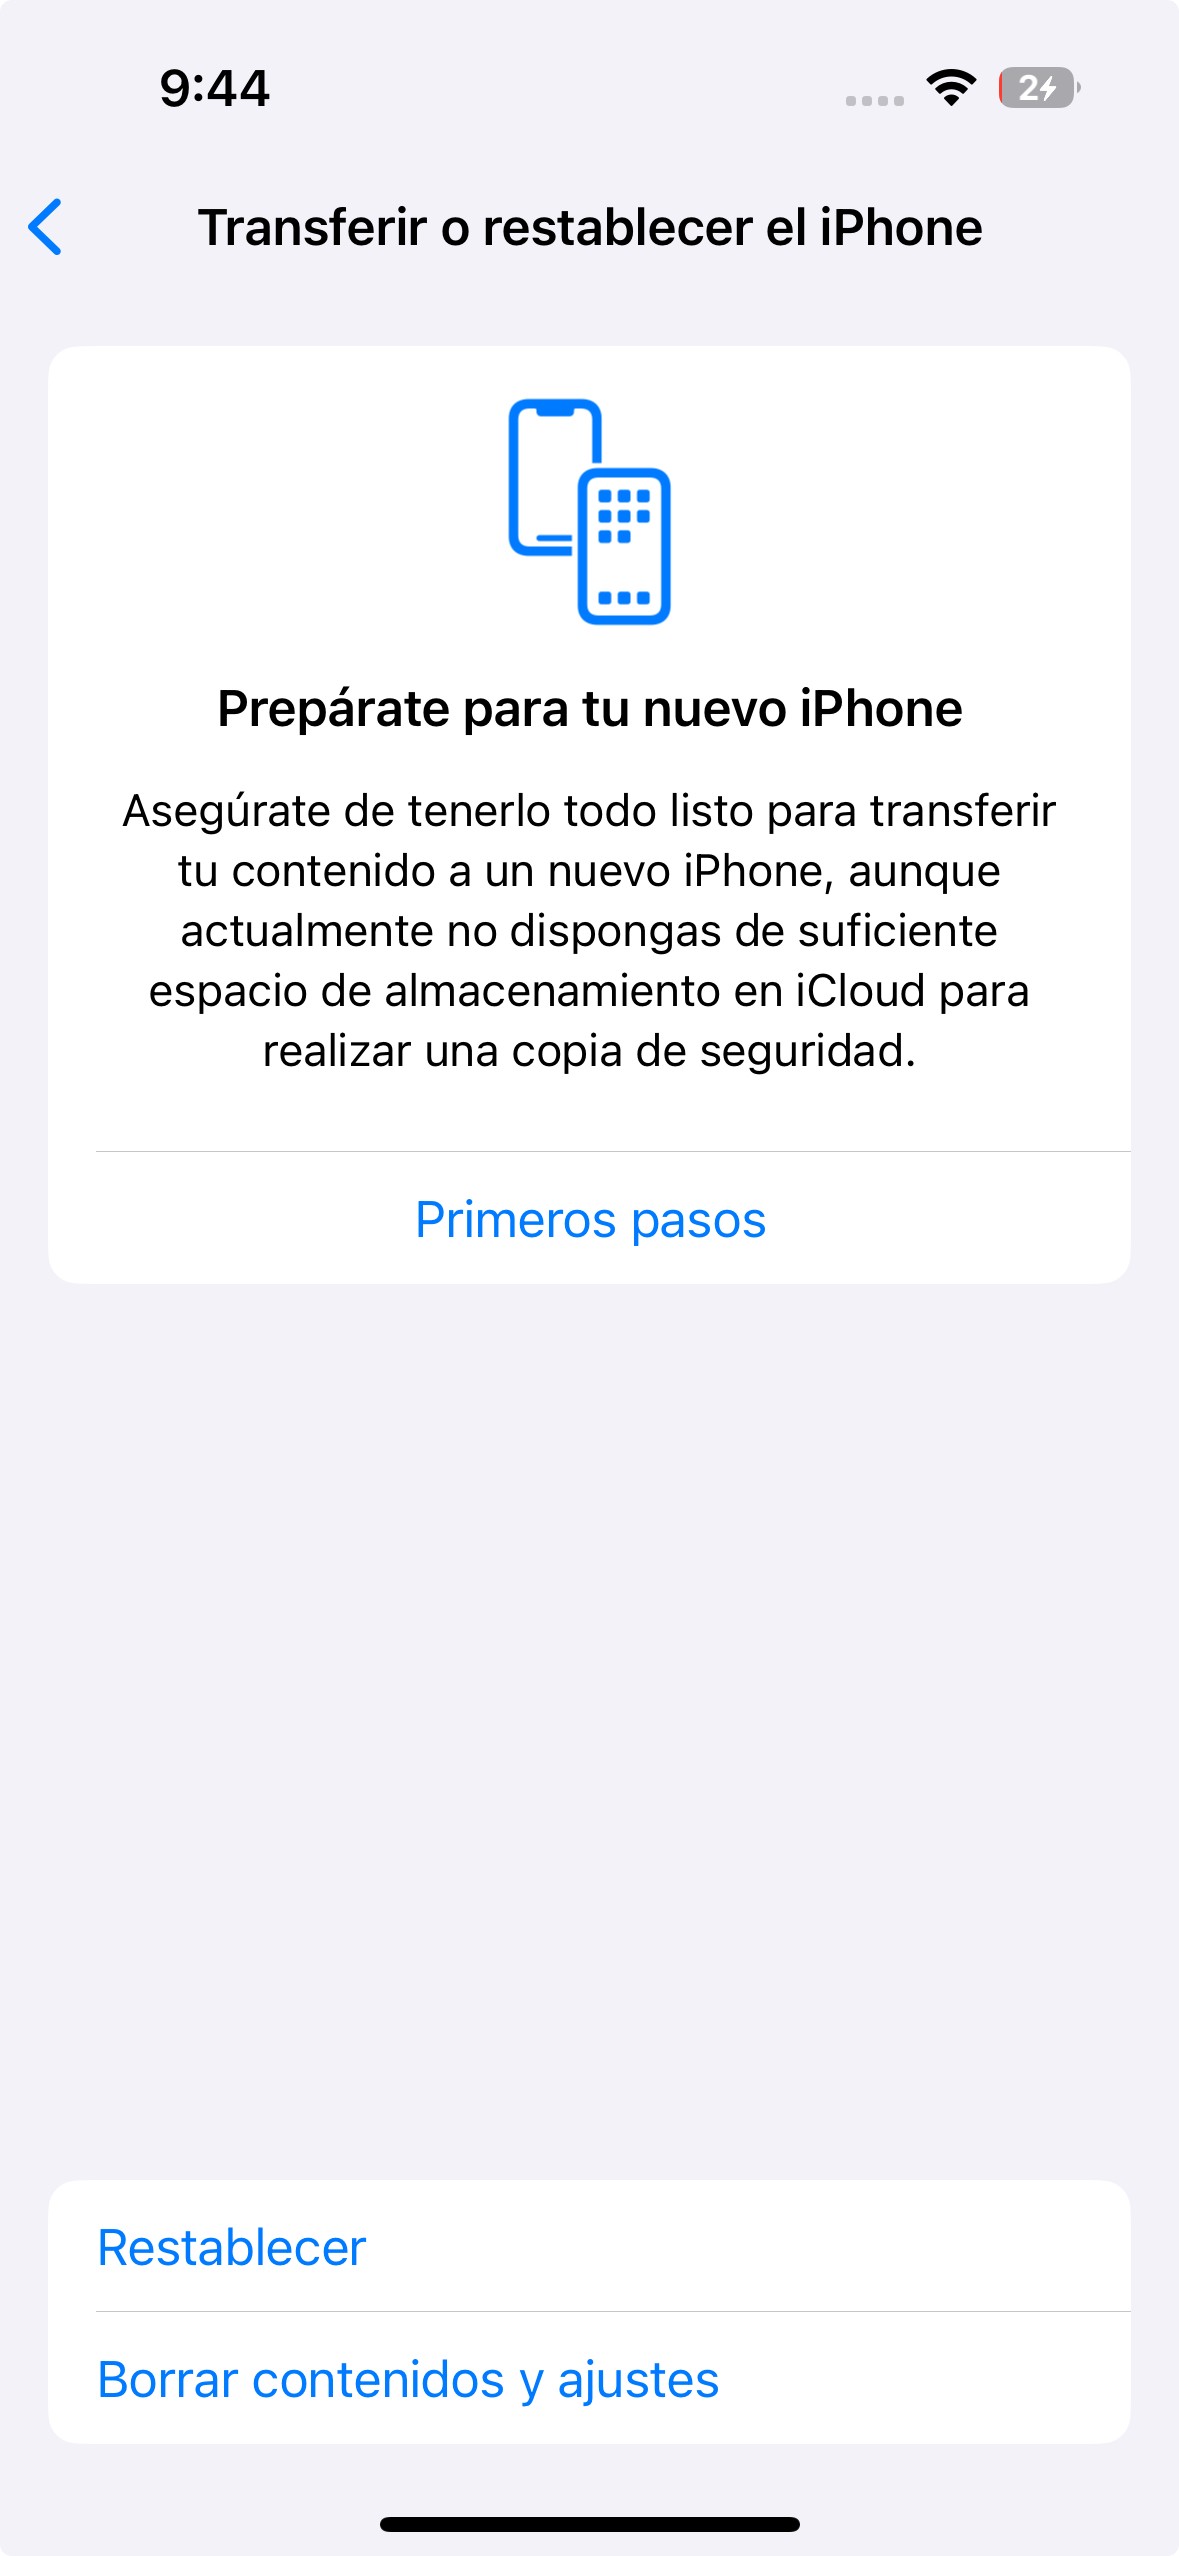 9:44
2
Transferir o restablecer el iPhone
Prepárate para tu nuevo iPhone
Asegúrate de tenerlo todo listo para transferir
tu contenido a un nuevo iPhone, aunque
actualmente no dispongas de suficiente
espacio de almacenamiento en iCloud para
realizar una copia de seguridad.
Primeros pasos
Restablecer
Borrar contenidos y ajustes